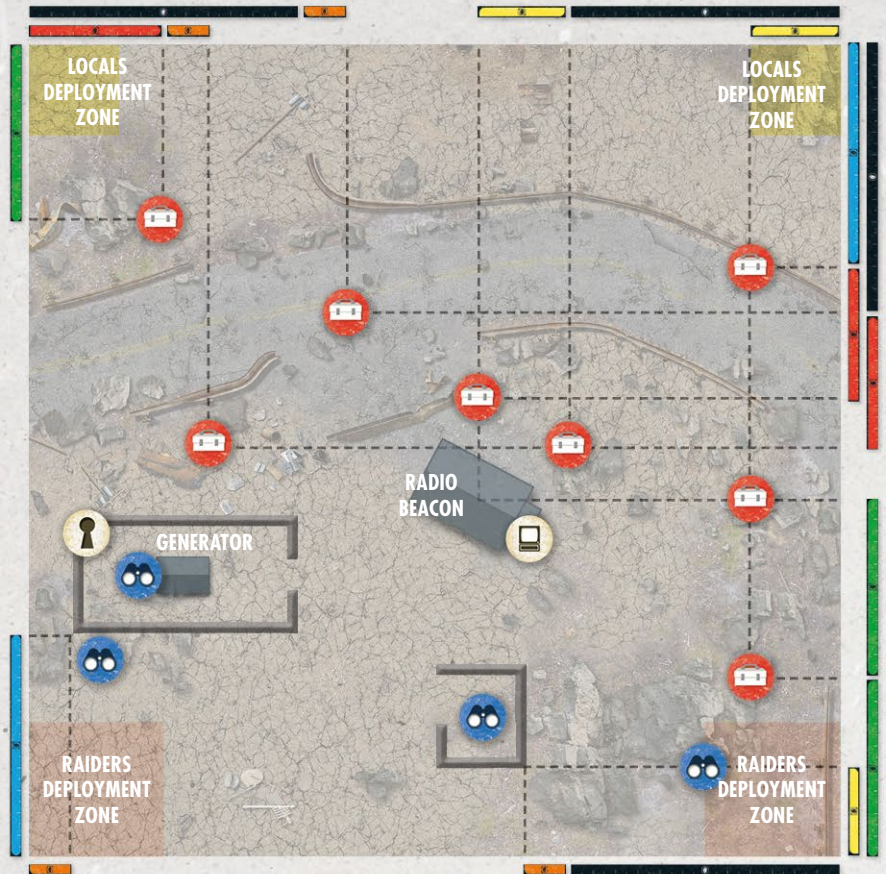 LOCALS
DEPLOYMENT
ZONE
LOCALS
DEPLOYMENT
ZONE
RADIO
BEACON
GENERATOR
RAIDERS
DEPLOYMENT
ZONE
RAIDERS
DEPLOYMENT
ZONE